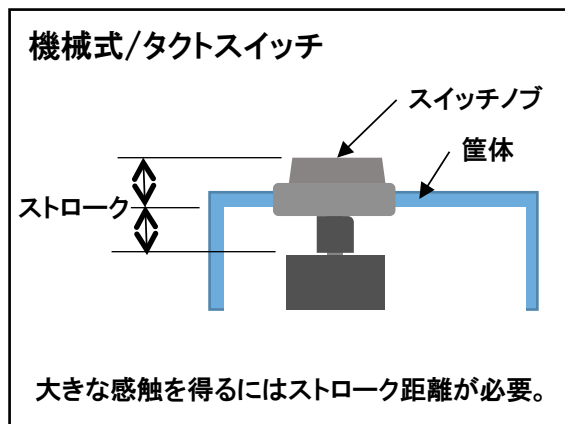 機械式/タクトスイッチ
スイッチノブ
筐体
ストローク
大きな感触を得るにはストローク距離が必要。